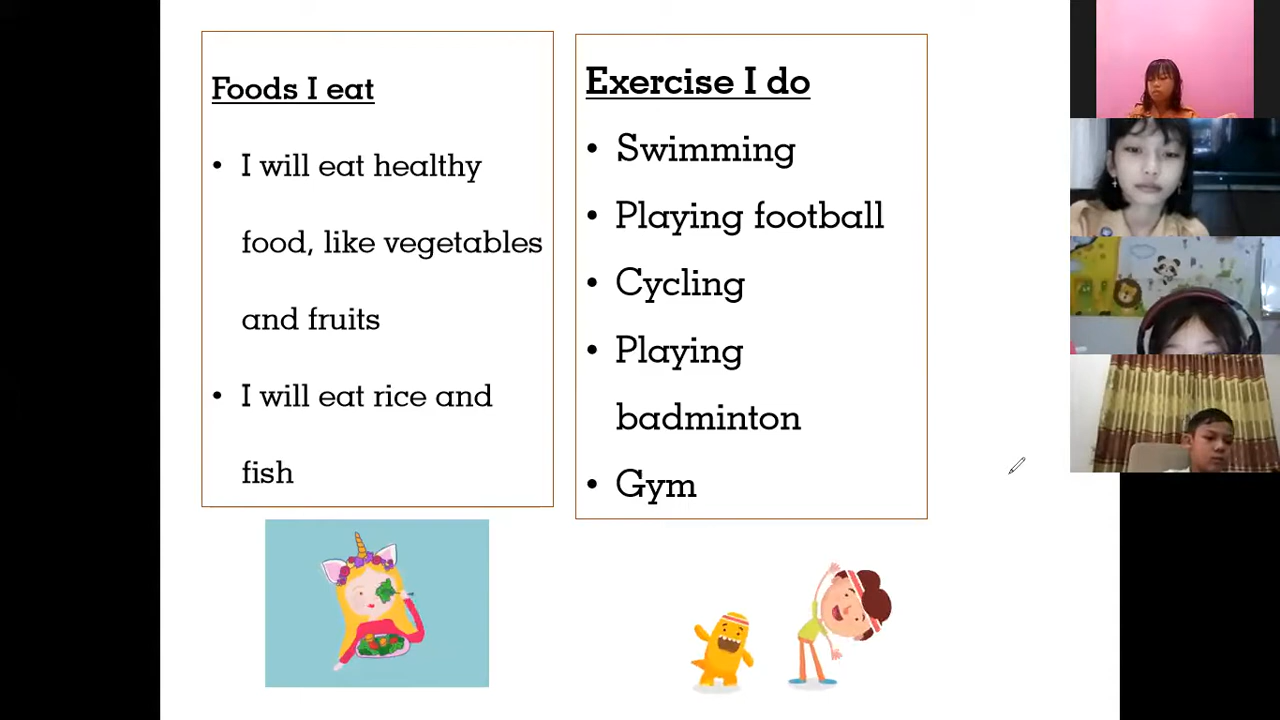 Foods I eat
• I will eat healthy
food, like vegetables
and fruits
• I will eat rice and
fish
Exercise I do
• Swimming
• Playing football
• Cycling
• Playing
badminton
• Gym